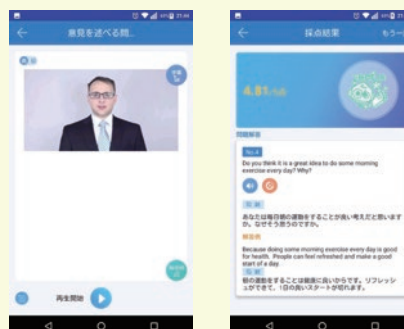 意見を述べる問...
再生開始
採点結果
もう一
4.81
問題解答
No.4
Do you think it is a great idea to do some morning
exercise every day? Why?
あなたは毎日朝の運動をすることが良い考えだと思います
か。なぜそう思うのですか。
解答例
Because doing some morning exercise every day is good
for health. People can feel refreshed and make a good
start of a day.
朝の運動をすることは健康に良いからです。リフレッシ
ュができて、1日の良いスタートが切れます。